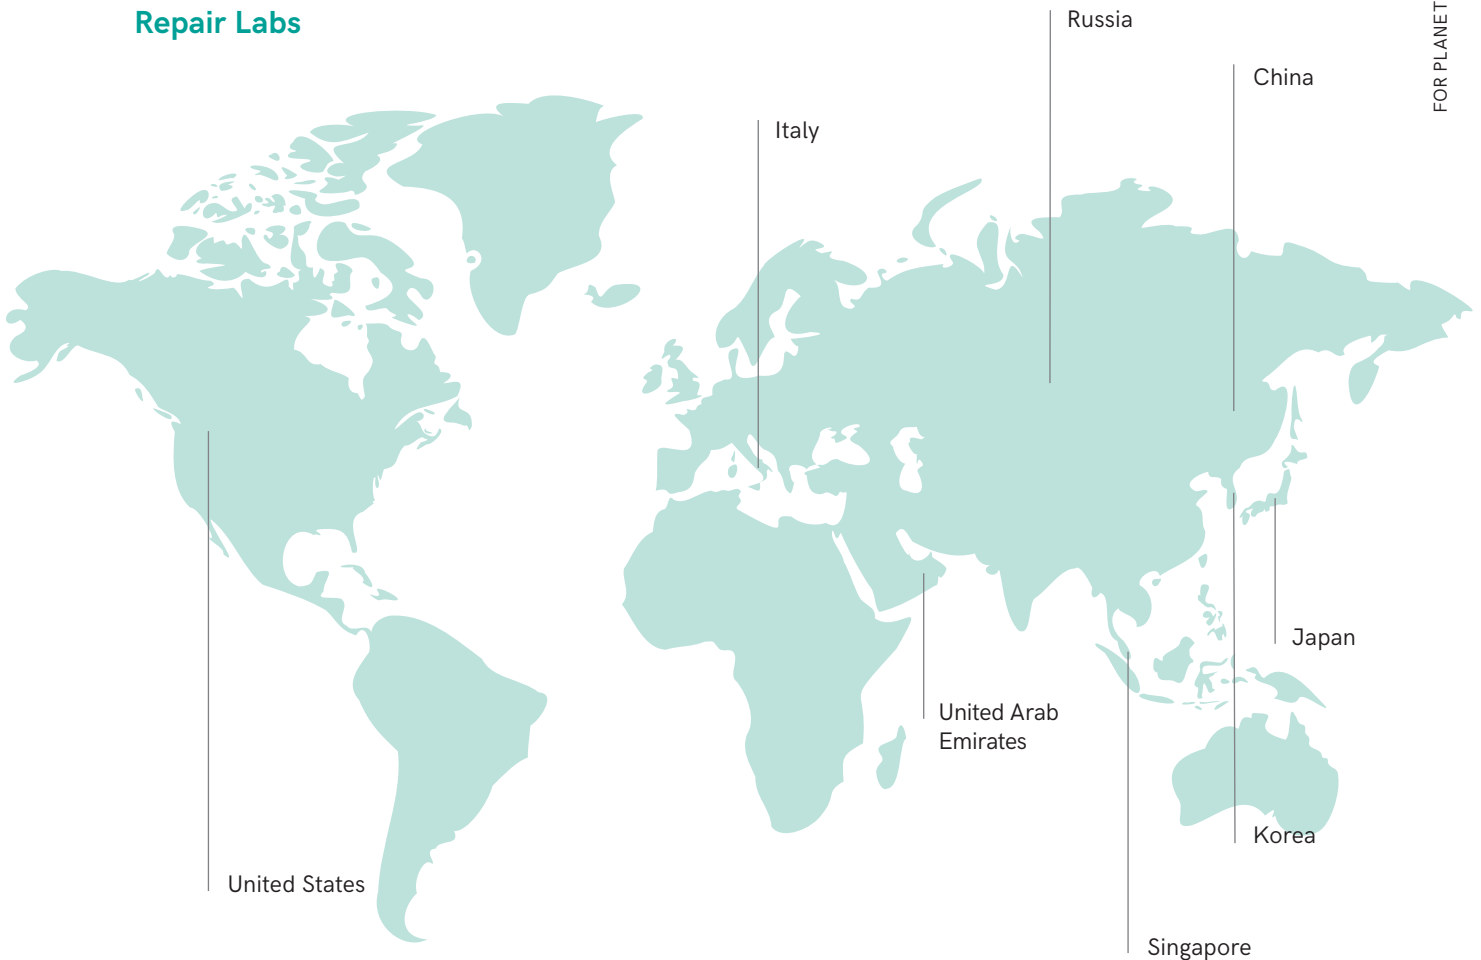 Repair Labs
Russia
FOR PLANET
China
Italy
Japan
United Arab
Emirates
Korea
United States
Singapore